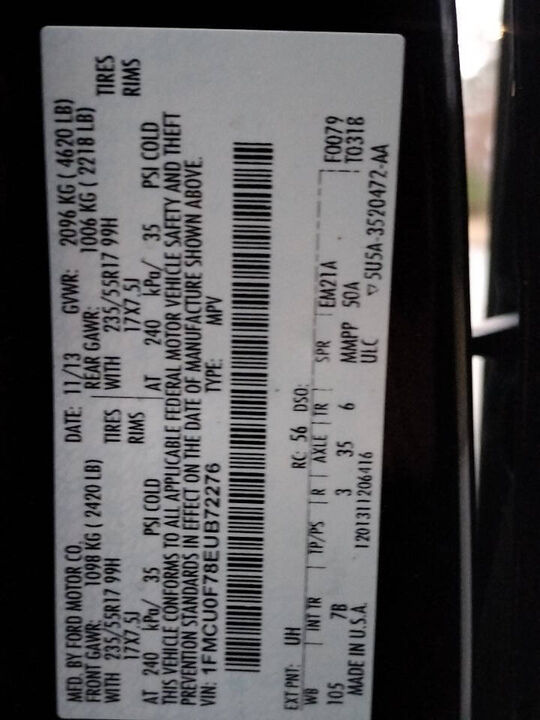 MFD. BY FORD MOTOR CO. DATE: 11/13 GVWR: 2096 KG ( 4620 LB)
FRONT GAWR: 1098 KG ( 2420 LB) REAR GAWR: 1006 KG ( 2218 LB)
WITH 235/55R17 99H TIRES WITH 235/55R17 99H TIRES
17X7.5J RIMS 17X7.5J RIMS
AT 240 kPa/ 35 PSI COLD AT 240 kPa/ 35 PSI COLD
THIS VEHICLE CONFORMS TO ALL APPLICABLE FEDERAL MOTOR VEHICLE SAFETY AND THEFT
PREVENTION STANDARDS IN EFFECT ON THE DATE OF MANUFACTURE SHOWN ABOVE.
VIN: 1FMCU0F78EUB72276 TYPE: MPV
EXT PNT: UH RC: 56 DSO:
WB INT TR TP/PS R AXLE TR SPR EM21A F0079
105 7B 3 35 6 MMPP 50A T0318
MADE IN U.S.A. 1201311206416 ULC ▽5U5A-3520472-AA